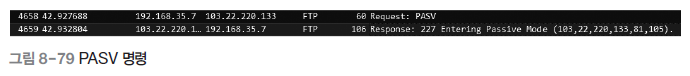 4658 42.927688 192.168.35.7 103.22.220.133 FTP 60 Request: PASV
4659 42.932804 103.22.220.1… 192.168.35.7 FTP 106 Response: 227 Entering Passive Mode (103,22,220,133,81,105).
그림 8-79 PASV 명령